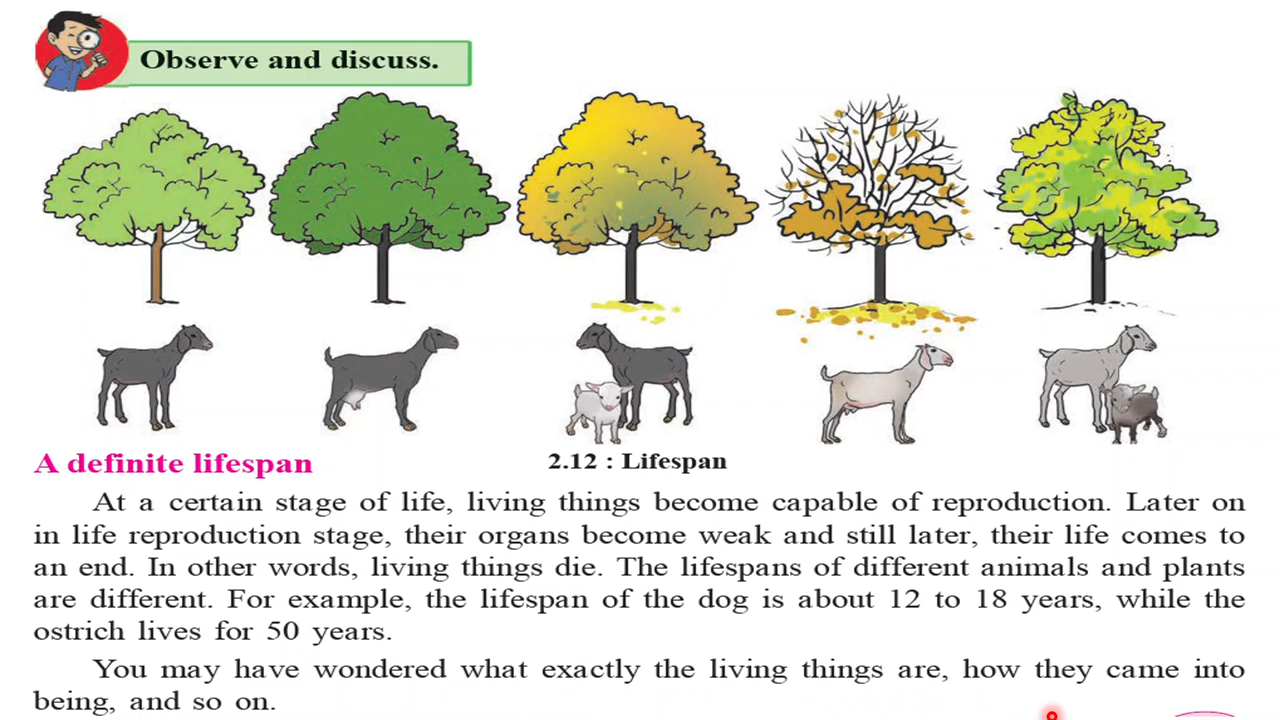 Observe and discuss.
A definite lifespan
2.12 : Lifespan
At a certain stage of life, living things become capable of reproduction. Later on
in life reproduction stage, their organs become weak and still later, their life comes to
an end. In other words, living things die. The lifespans of different animals and plants
are different. For example, the lifespan of the dog is about 12 to 18 years, while the
ostrich lives for 50 years.
You may have wondered what exactly the living things are, how they came into
being, and so on.